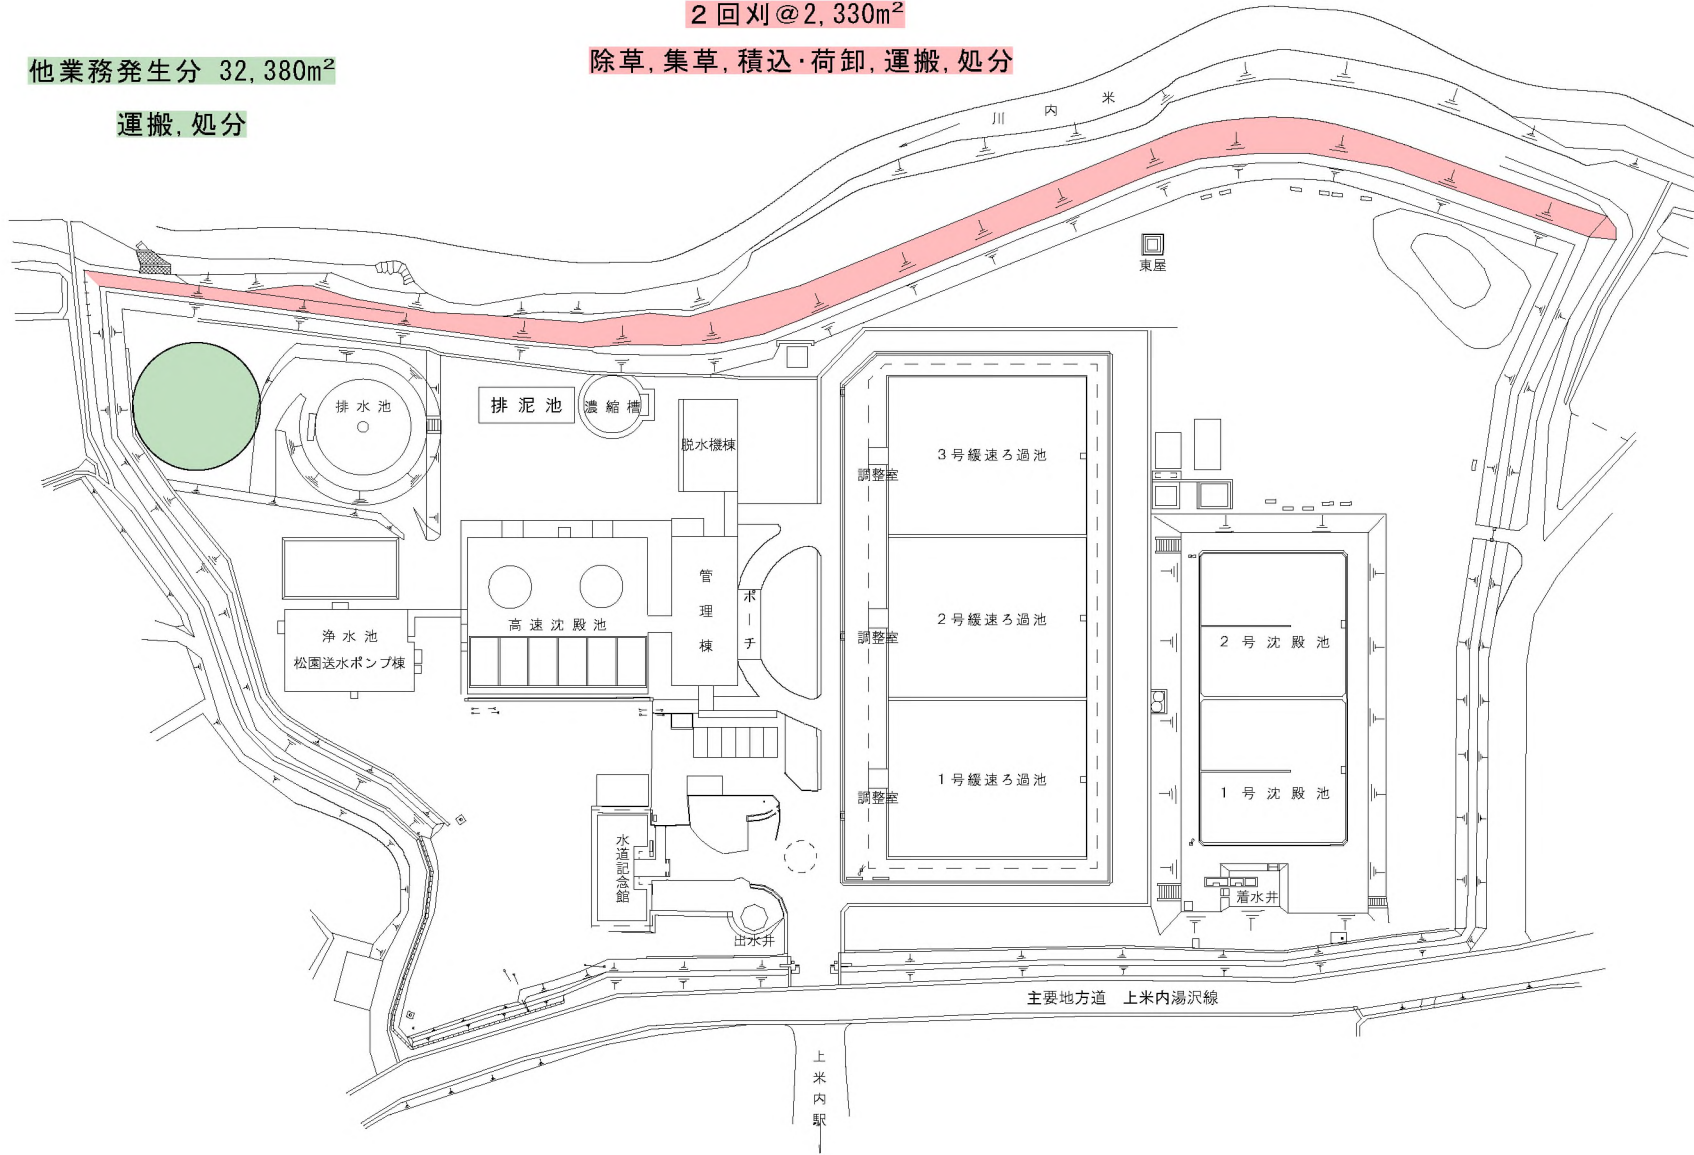 ２回刈＠2,330m²
除草,集草,積込・荷卸,運搬,処分
他業務発生分 32,380m²
運搬,処分
米内川
東屋
排水池
排泥池
濃縮槽
脱水機棟
3号緩速ろ過池
調整室
管理棟
ポーチ
高速沈殿池
2号緩速ろ過池
調整室
浄水池
松園送水ポンプ棟
2号沈殿池
1号緩速ろ過池
調整室
1号沈殿池
水道記念館
着水井
出水井
主要地方道　上米内湯沢線
上米内駅